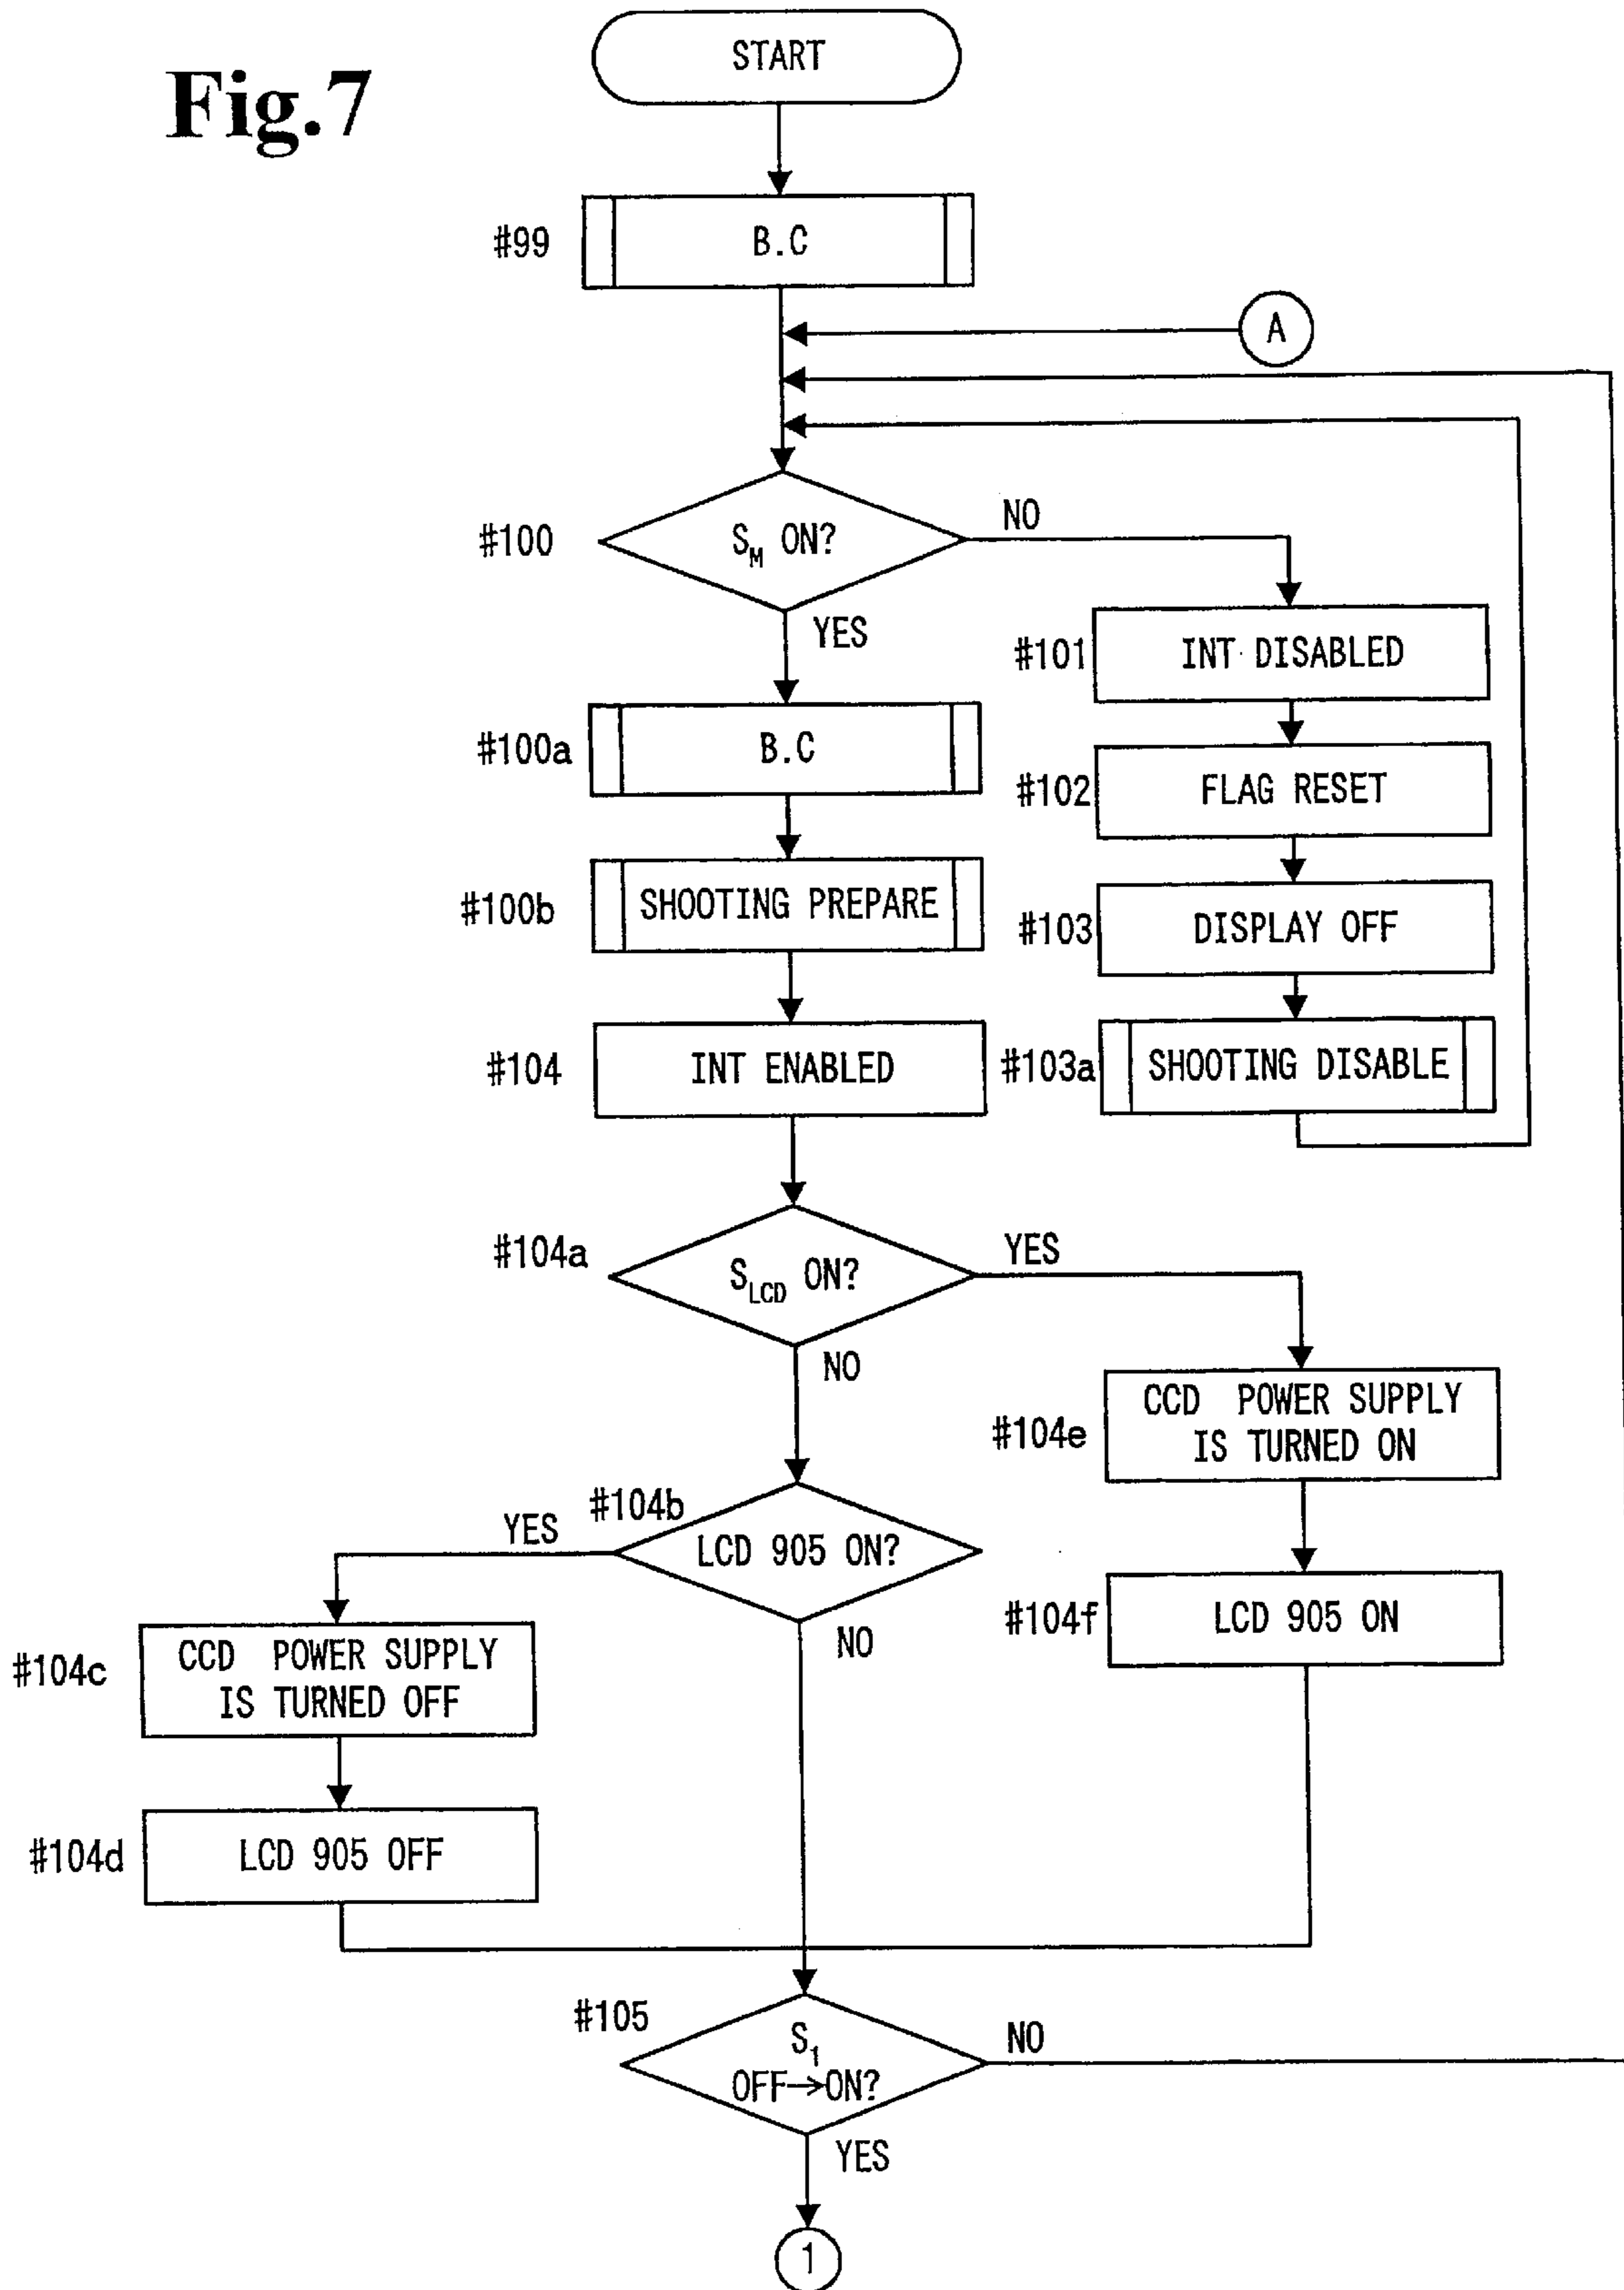 Fig.7
START
#99
B.C
A
#100
S_M ON?
NO
YES
#101
INT DISABLED
#100a
B.C
#102
FLAG RESET
#100b
SHOOTING PREPARE
#103
DISPLAY OFF
#104
INT ENABLED
#103a
SHOOTING DISABLE
#104a
S_LCD ON?
YES
NO
#104e
CCD POWER SUPPLY
IS TURNED ON
#104b
LCD 905 ON?
YES
NO
#104f
LCD 905 ON
#104c
CCD POWER SUPPLY
IS TURNED OFF
#104d
LCD 905 OFF
#105
S₁
OFF→ON?
NO
YES
1